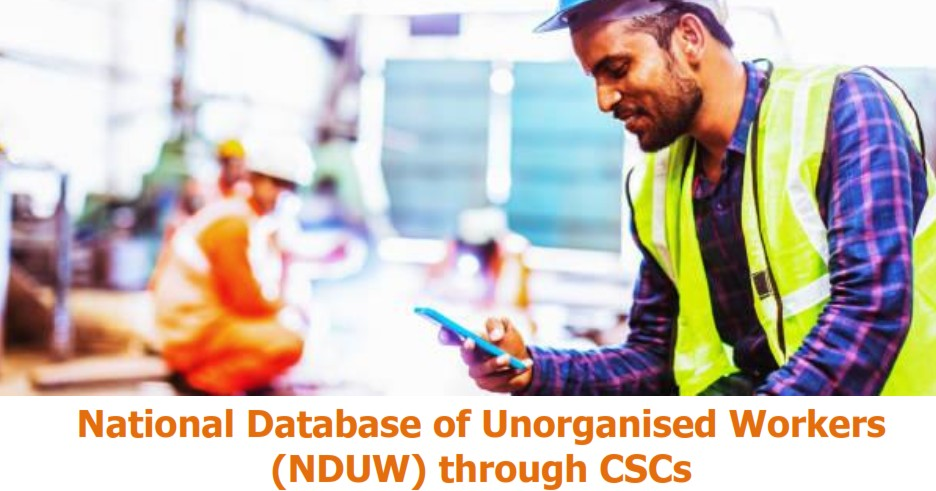 National Database of Unorganised Workers
(NDUW) through CSCs